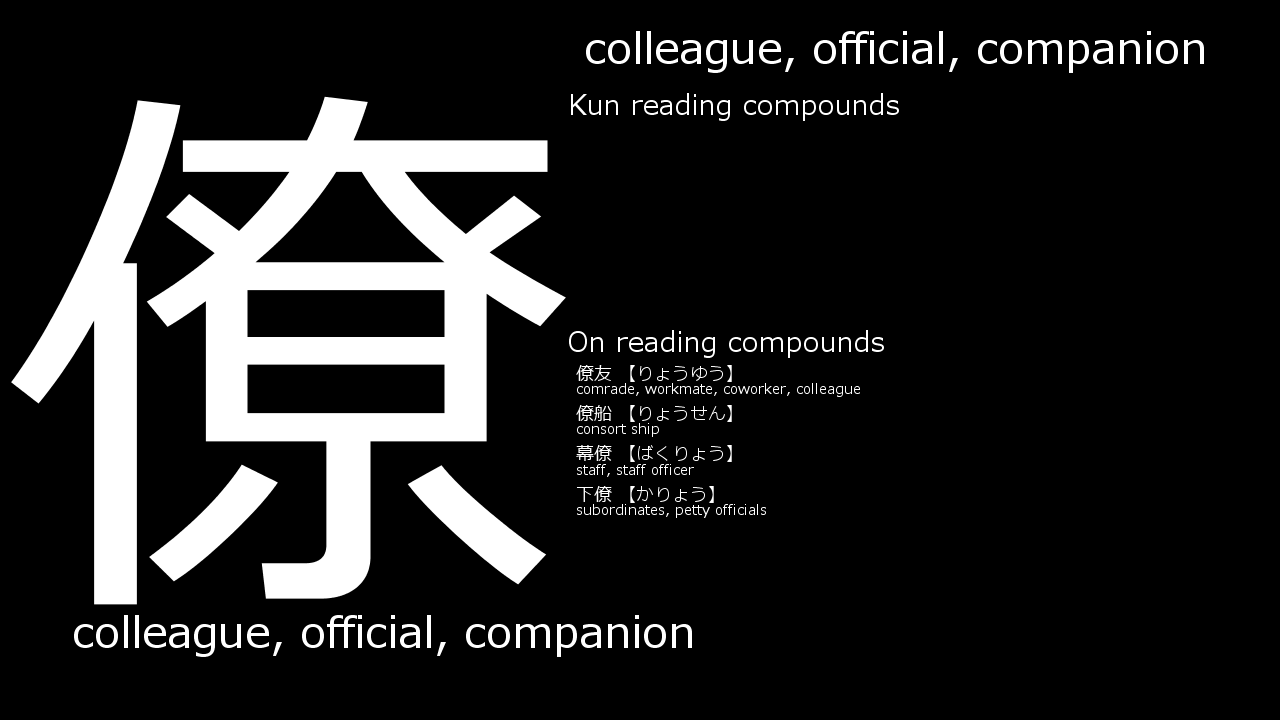 colleague, official, companion
僚
Kun reading compounds
On reading compounds
僚友 【りょうゆう】
comrade, workmate, coworker, colleague
僚船 【りょうせん】
consort ship
幕僚 【ばくりょう】
staff, staff officer
下僚 【かりょう】
subordinates, petty officials
colleague, official, companion